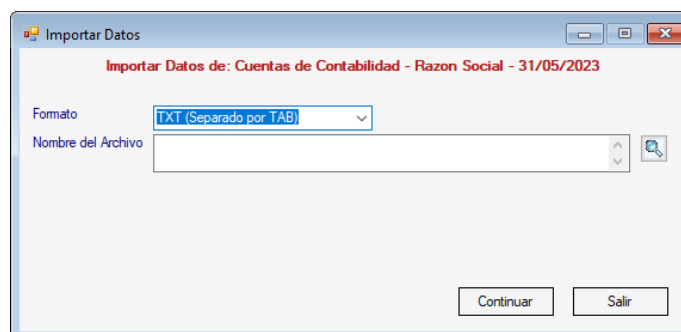 Importar Datos
Importar Datos de: Cuentas de Contabilidad - Razon Social - 31/05/2023
Formato
TXT (Separado por TAB)
Nombre del Archivo
Continuar
Salir